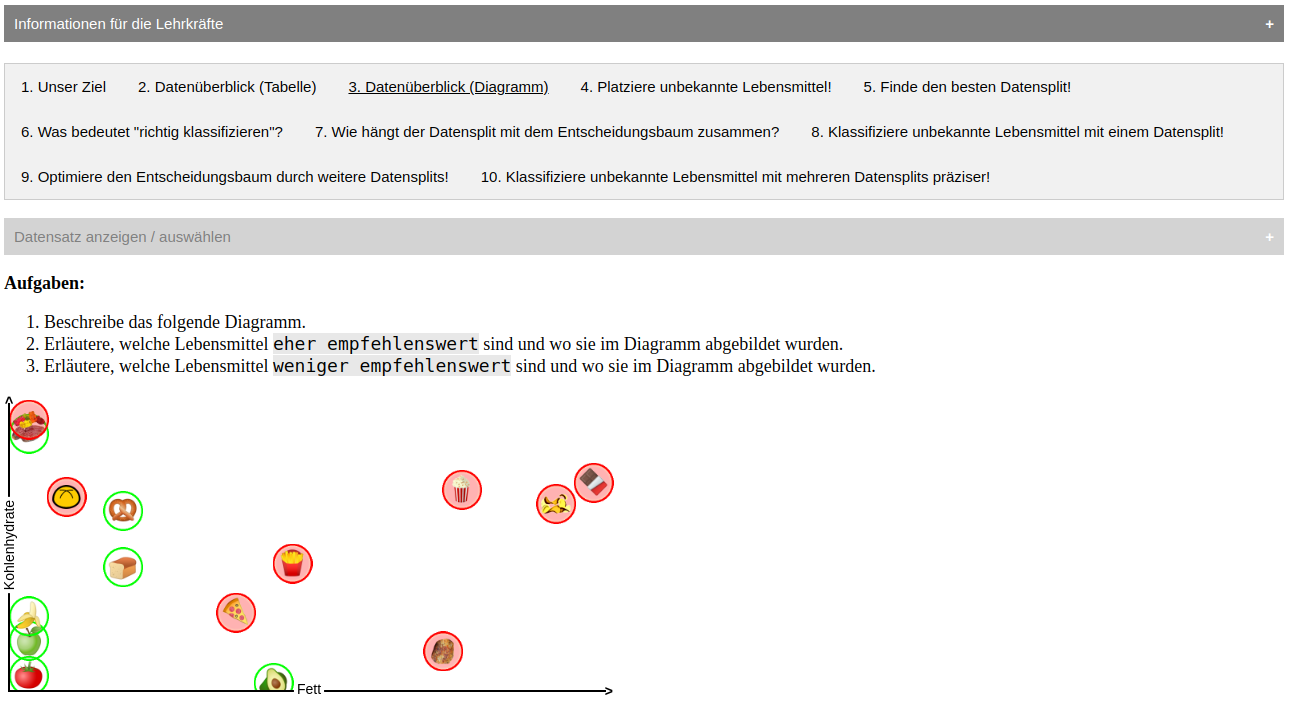 Informationen für die Lehrkräfte +
1. Unser Ziel 2. Datenüberblick (Tabelle) 3. Datenüberblick (Diagramm) 4. Platziere unbekannte Lebensmittel! 5. Finde den besten Datensplit!
6. Was bedeutet "richtig klassifizieren"? 7. Wie hängt der Datensplit mit dem Entscheidungsbaum zusammen? 8. Klassifiziere unbekannte Lebensmittel mit einem Datensplit!
9. Optimiere den Entscheidungsbaum durch weitere Datensplits! 10. Klassifiziere unbekannte Lebensmittel mit mehreren Datensplits präziser!
Datensatz anzeigen / auswählen +
Aufgaben:
1. Beschreibe das folgende Diagramm.
2. Erläutere, welche Lebensmittel eher empfehlenswert sind und wo sie im Diagramm abgebildet wurden.
3. Erläutere, welche Lebensmittel weniger empfehlenswert sind und wo sie im Diagramm abgebildet wurden.
Kohlenhydrate
Fett